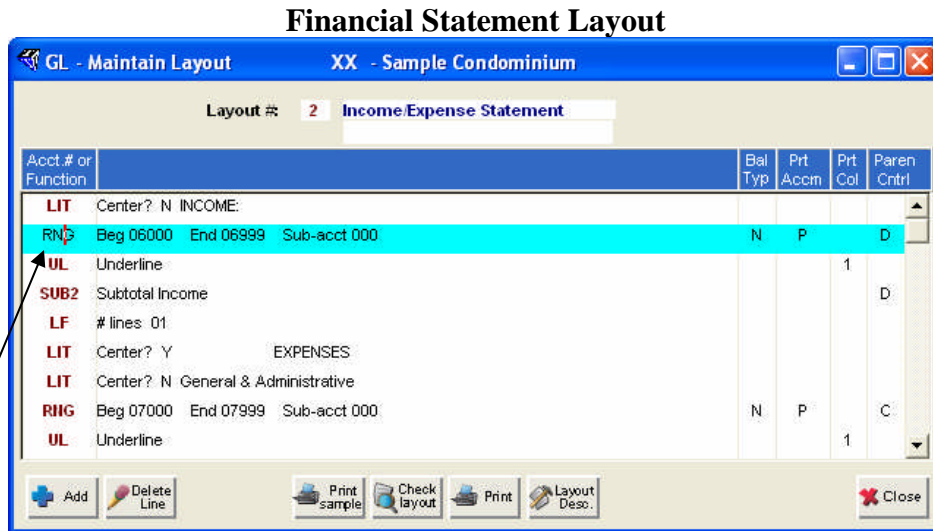 Financial Statement Layout
GL - Maintain Layout XX - Sample Condominium
Layout #: 2 Income/Expense Statement
Acct.# or Function Bal Typ Prt Accm Prt Col Paren Cntrl
LIT Center? N INCOME:
RNG Beg 06000 End 06999 Sub-acct 000 N P D
UL Underline 1
SUB2 Subtotal Income D
LF # lines 01
LIT Center? Y EXPENSES
LIT Center? N General & Administrative
RNG Beg 07000 End 07999 Sub-acct 000 N P C
UL Underline 1
Add Delete Line Print sample Check layout Print Layout Desc. Close